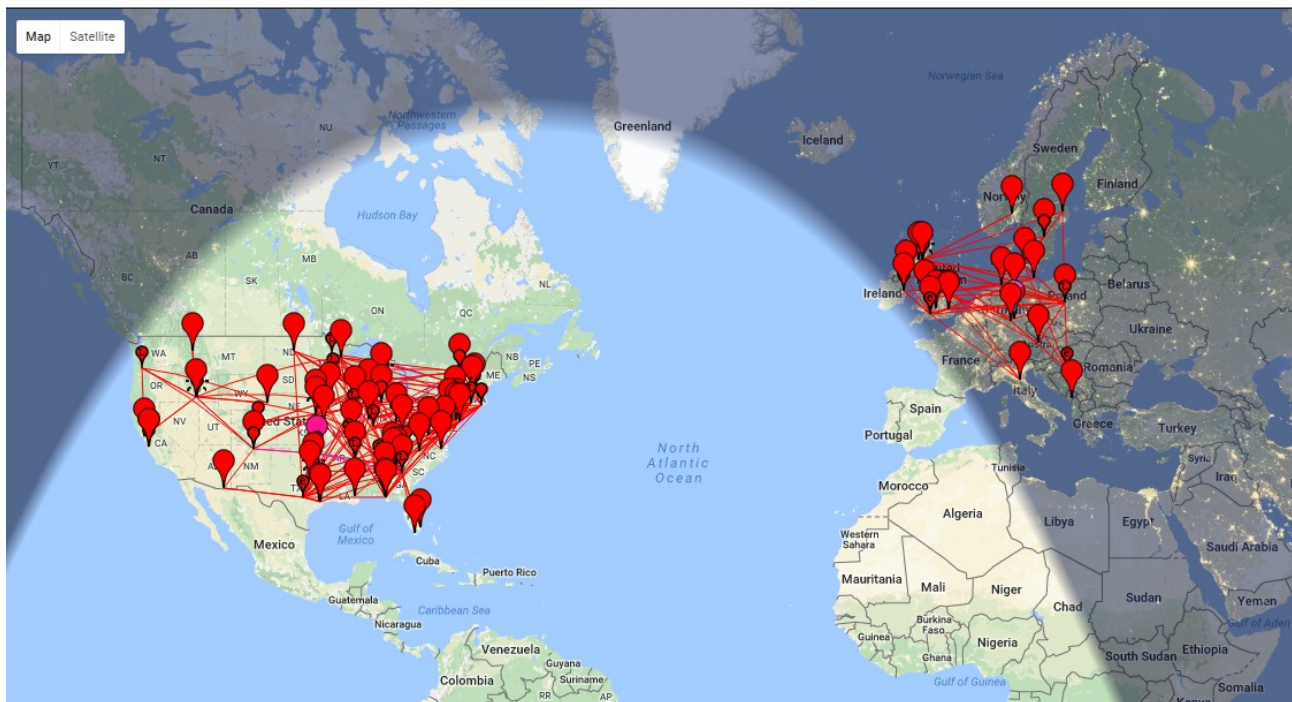 Map Satellite
Norwegian Sea
Northwestern
Passages
NU
Greenland
Iceland
Sweden
YT
NT
Finland
Norway
Canada
Hudson Bay
AB
MB
BC
SK
NL
ON
Ireland
Belarus
QC
Poland
NB
PE
WA
MT
ND
ME
NS
Ukraine
OR
SD
France
Romania
WY
Italy
NE
NV
UT
Spain
Greece
Turkey
CA
Portugal
NC
North
Atlantic
Ocean
NM
SC
Tunisia
Syria
Iraq
Morocco
LA
Gulf of
Mexico
Algeria
Libya
Egypt
Mexico
Western
Sahara
Saudi Arabia
Cuba
Puerto Rico
Mauritania
Mali
Niger
Guatemala
Caribbean Sea
Chad
Sudan
Yemen
Nicaragua
Burkina
Faso
Gulf of Aden
Guinea
Nigeria
Venezuela
Ghana
South Sudan
Ethiopia
Guyana
Colombia
Suriname
Gulf of Guinea
Somalia
RR
AP